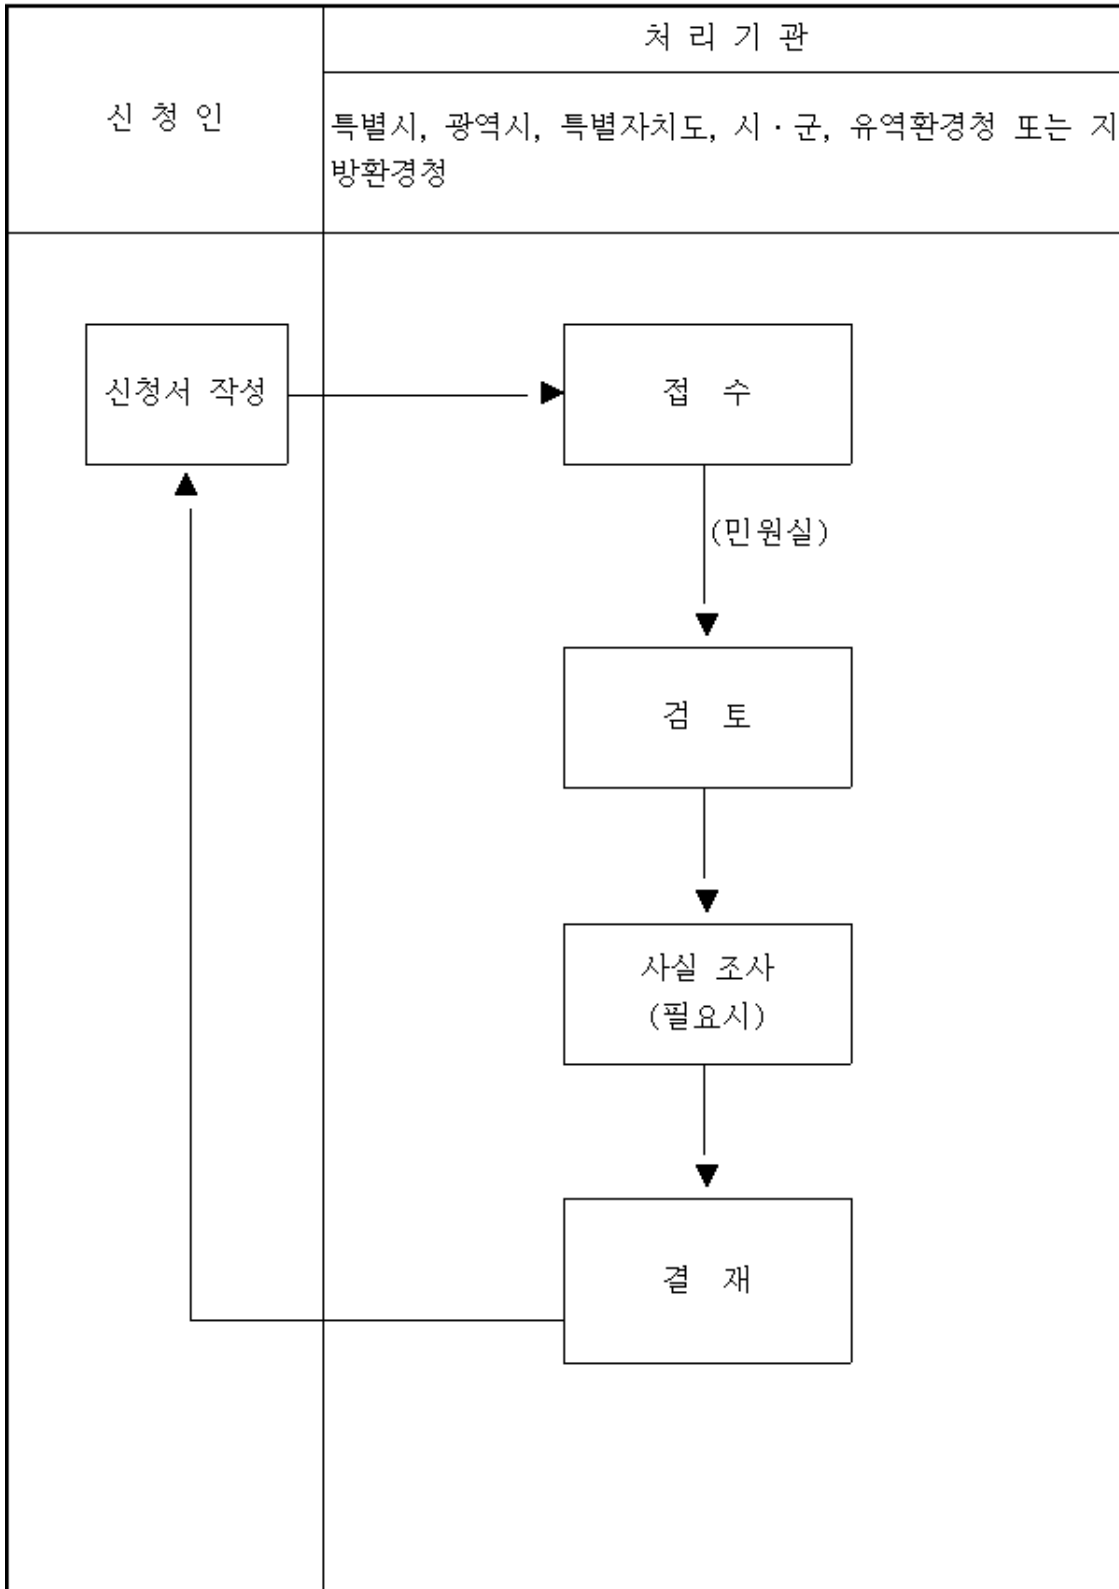 처 리 기 관
신 청 인
특별시, 광역시, 특별자치도, 시ㆍ군, 유역환경청 또는 지
방환경청
신청서 작성
접 수
(민원실)
검 토
사실 조사
(필요시)
결 재